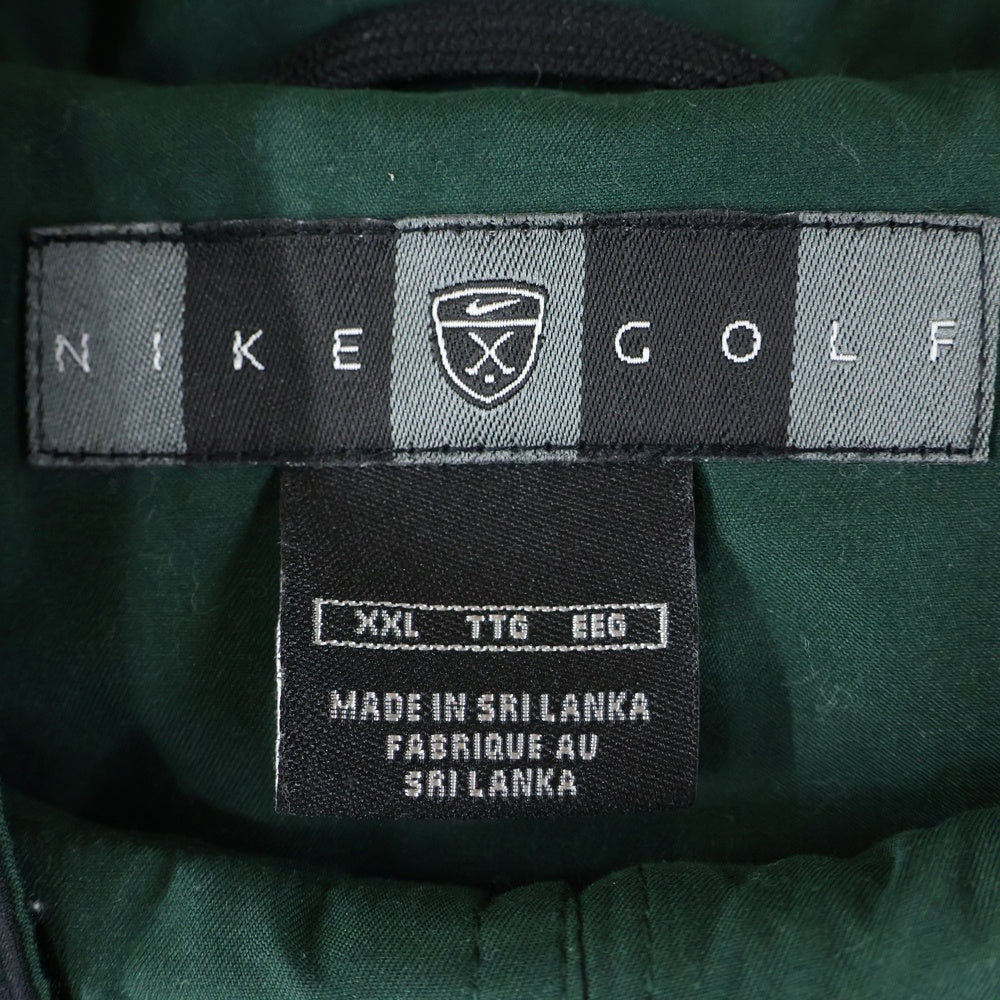 NIKE GOLF
XXL TTG EEG
MADE IN SRI LANKA
FABRIQUE AU
SRI LANKA